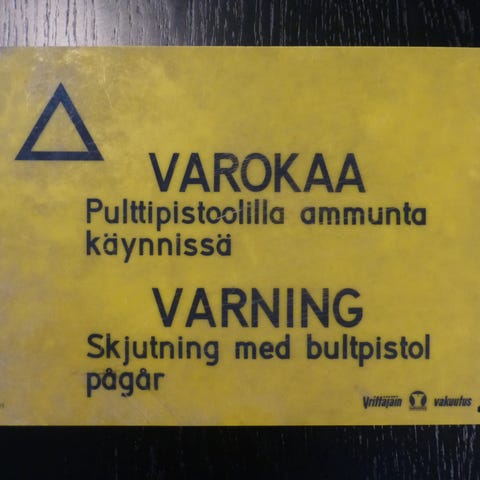 VAROKAA
Pulttipistoolilla ammunta
käynnissä
VARNING
Skjutning med bultpistol
pågår
Yrittäjäin vakuutus